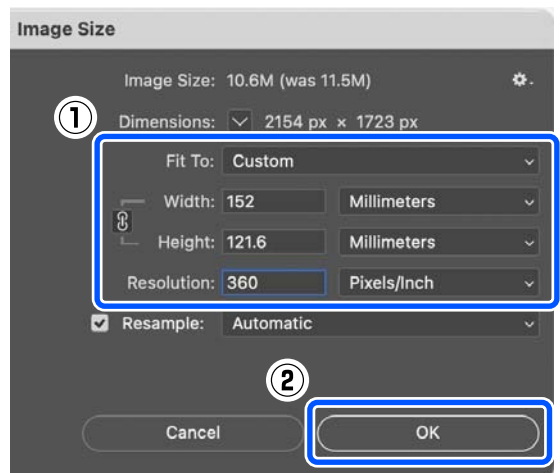 Image Size
Image Size: 10.6M (was 11.5M)
①
Dimensions: 2154 px × 1723 px
Fit To: Custom
Width: 152 Millimeters
Height: 121.6 Millimeters
Resolution: 360 Pixels/Inch
Resample: Automatic
②
Cancel OK